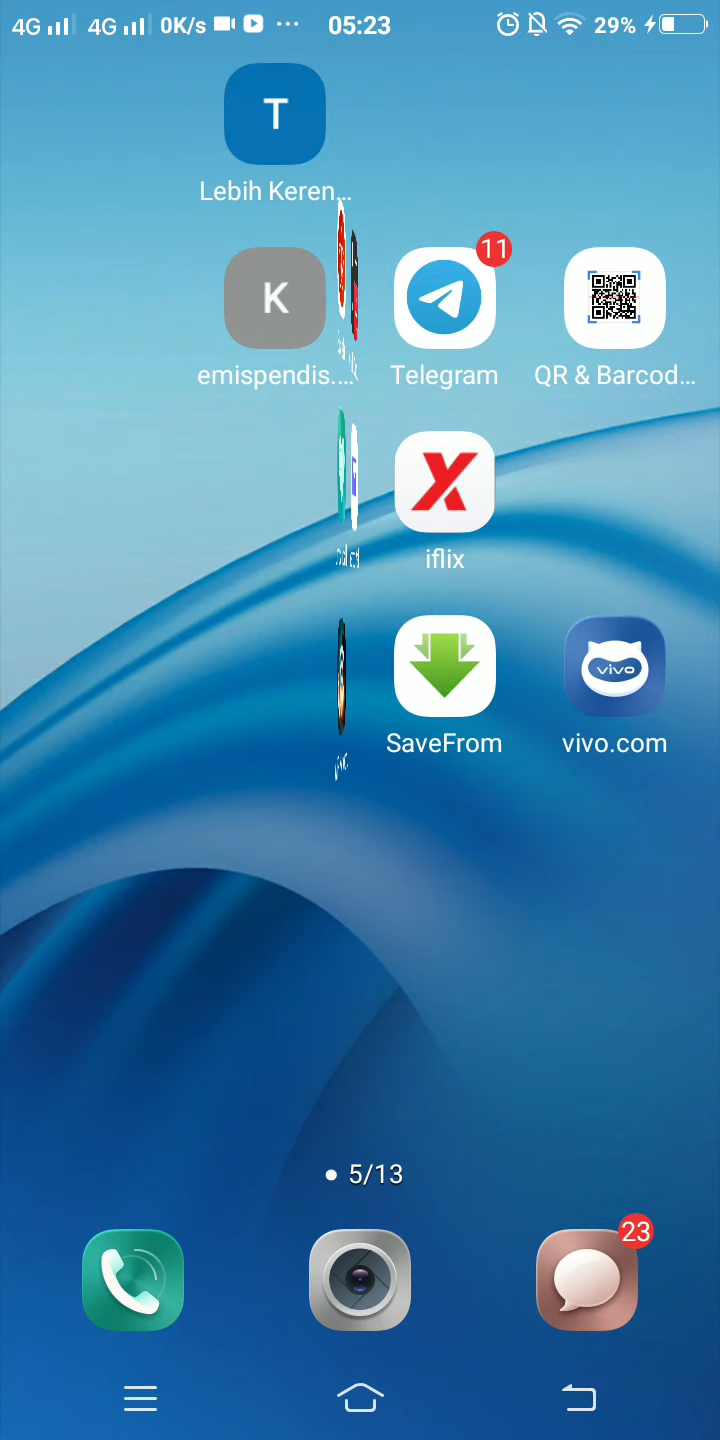 4G 4G 0K/s ··· 05:23 29%
T
Lebih Keren...
K
11
emispendis....
Telegram
QR & Barcod...
X
iflix
vivo
SaveFrom
vivo.com
5/13
23